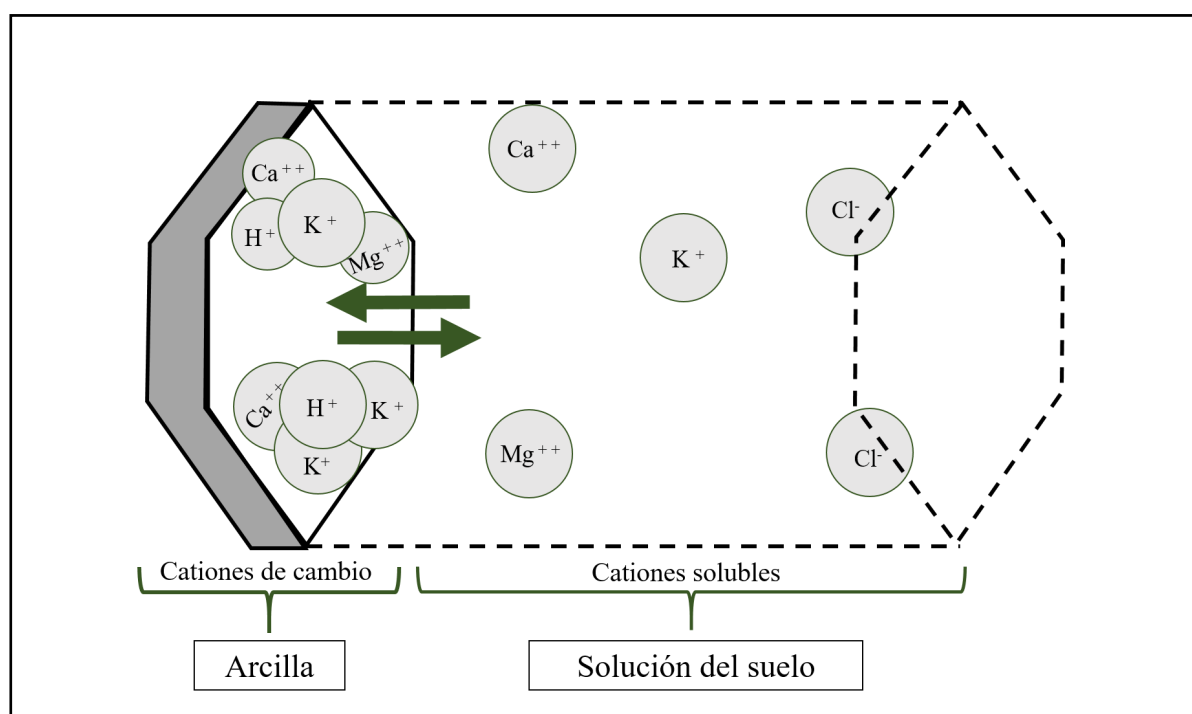 Ca++
Ca++
H+
K+
Mg++
Cl-
K +
Ca××
H+
K+
K+
Mg++
Cl-
Cationes de cambio
Cationes solubles
Arcilla
Solución del suelo